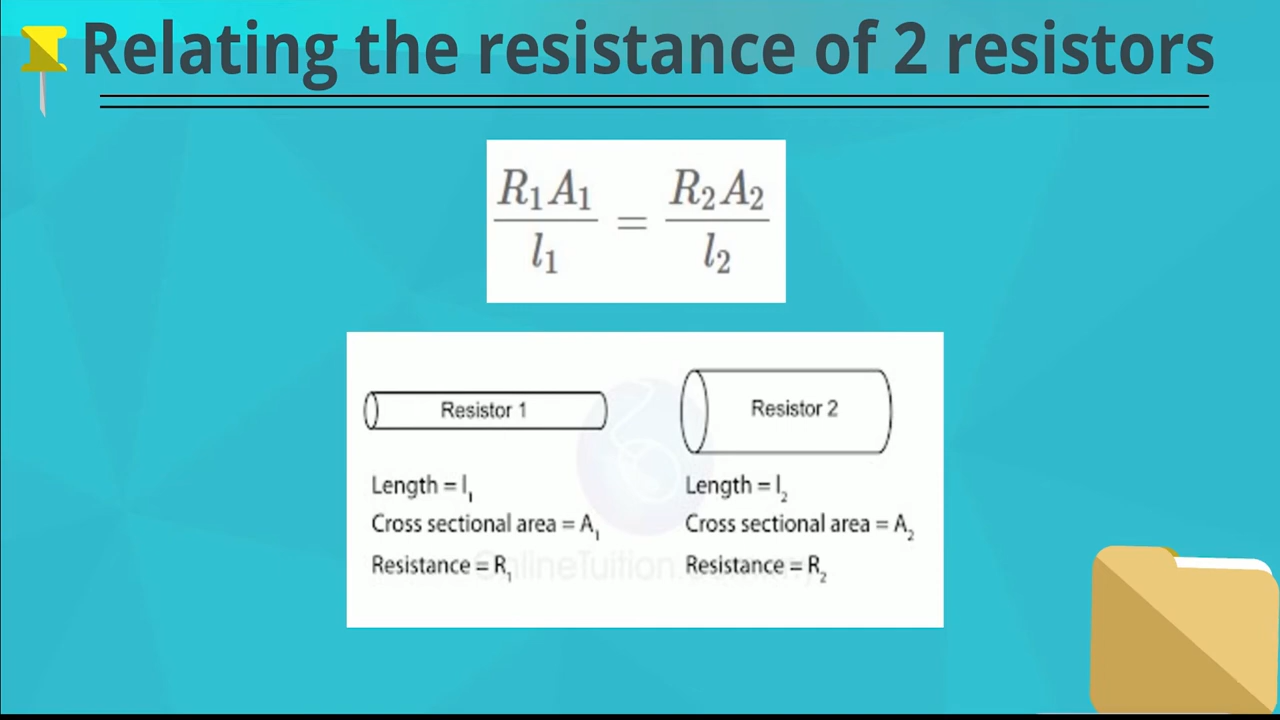 Relating the resistance of 2 resistors
R₁A₁ / l₁ = R₂A₂ / l₂
Resistor 1
Resistor 2
Length = l₁
Length = l₂
Cross sectional area = A₁
Cross sectional area = A₂
Resistance = R₁
Resistance = R₂